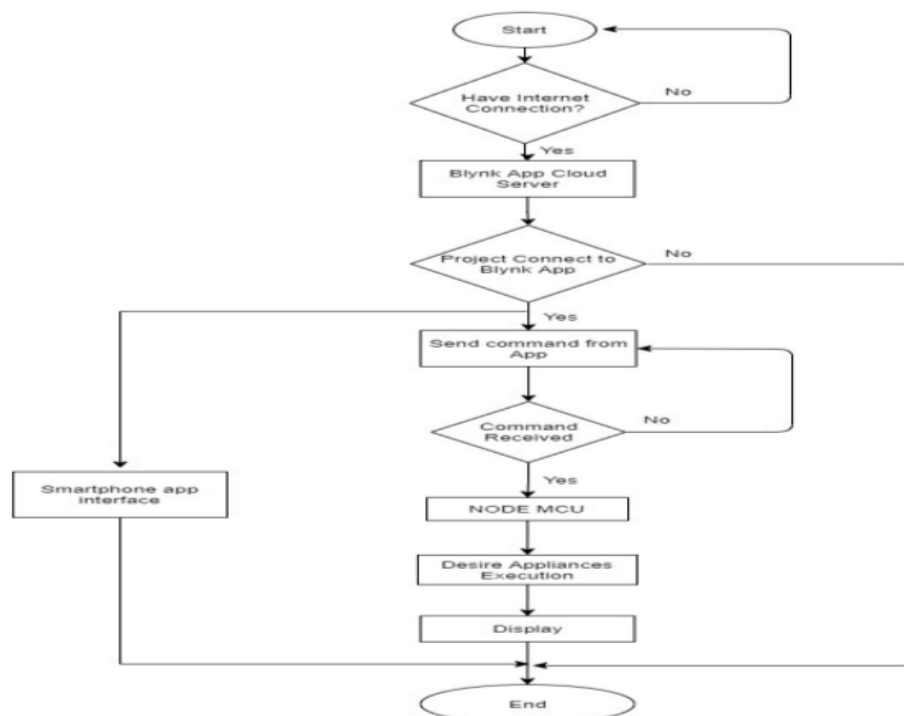 Start
Have Internet
Connection?
No
Yes
Blynk App Cloud
Server
Project Connect to
Blynk App
No
Yes
Send command from
App
Command
Received
No
Yes
Smartphone app
interface
NODE MCU
Desire Appliances
Execution
Display
End